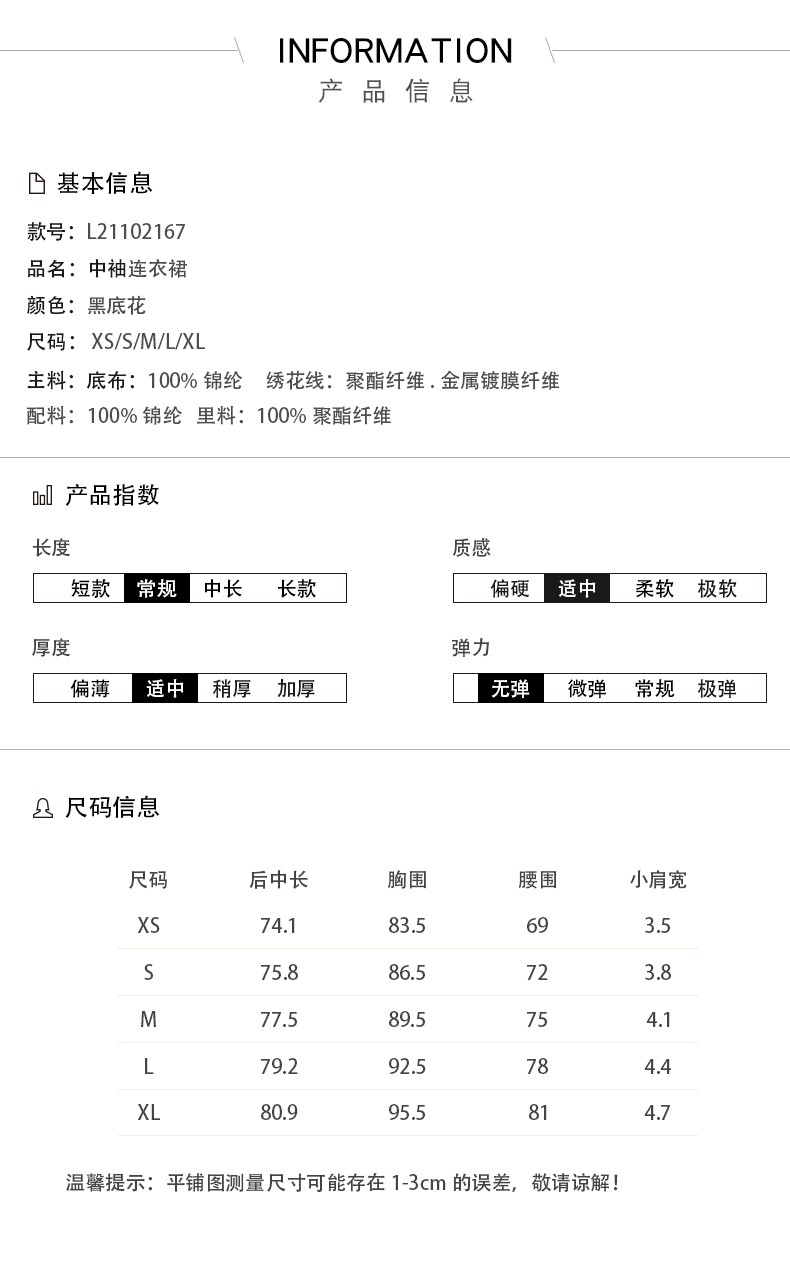 INFORMATION
产品信息
基本信息
款号：L21102167
品名：中袖连衣裙
颜色：黑底花
尺码：XS/S/M/L/XL
主料：底布：100% 锦纶 绣花线：聚酯纤维 . 金属镀膜纤维
配料：100% 锦纶 里料：100% 聚酯纤维
产品指数
长度 质感
短款 常规 中长 长款 偏硬 适中 柔软 极软
厚度 弹力
偏薄 适中 稍厚 加厚 无弹 微弹 常规 极弹
尺码信息
尺码 后中长 胸围 腰围 小肩宽
XS 74.1 83.5 69 3.5
S 75.8 86.5 72 3.8
M 77.5 89.5 75 4.1
L 79.2 92.5 78 4.4
XL 80.9 95.5 81 4.7
温馨提示：平铺图测量尺寸可能存在 1-3cm 的误差，敬请谅解！